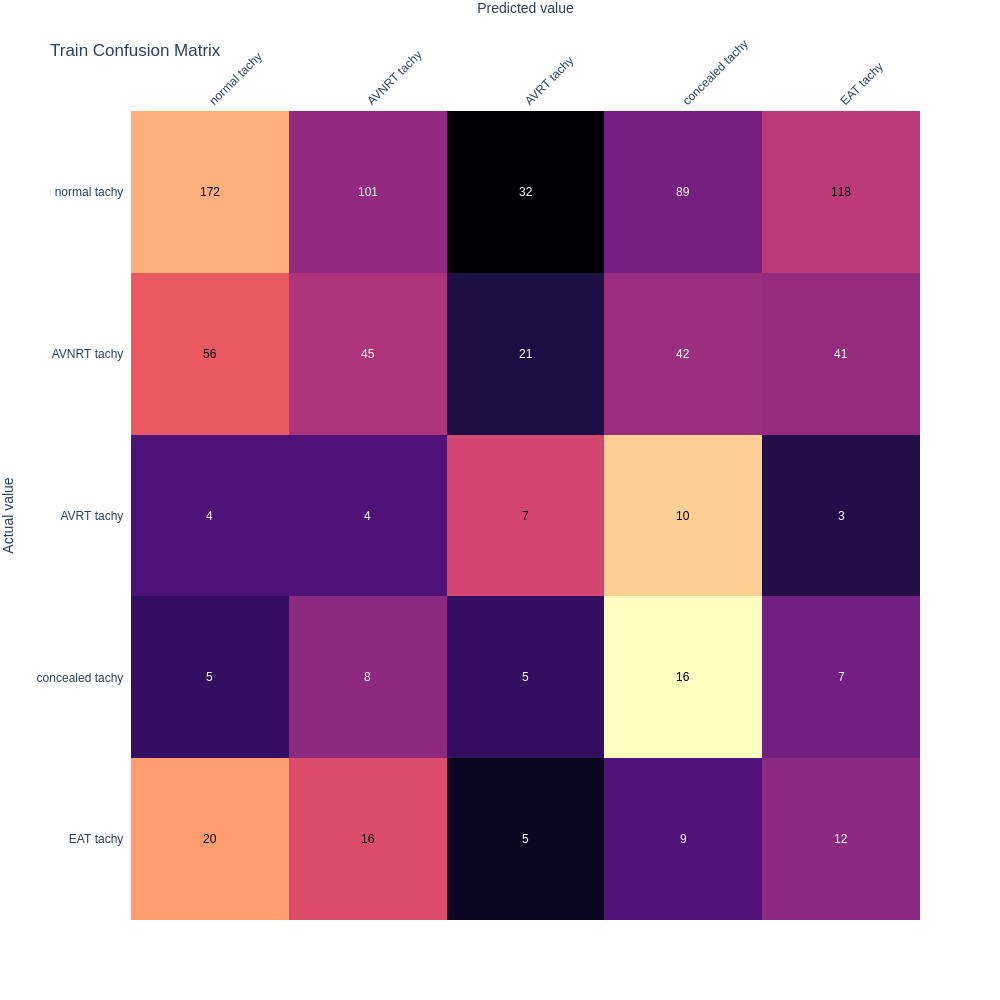 Predicted value
Train Confusion Matrix
normal tachy AVNRT tachy AVRT tachy concealed tachy EAT tachy
normal tachy 172 101 32 89 118
AVNRT tachy 56 45 21 42 41
AVRT tachy 4 4 7 10 3
Actual value
concealed tachy 5 8 5 16 7
EAT tachy 20 16 5 9 12